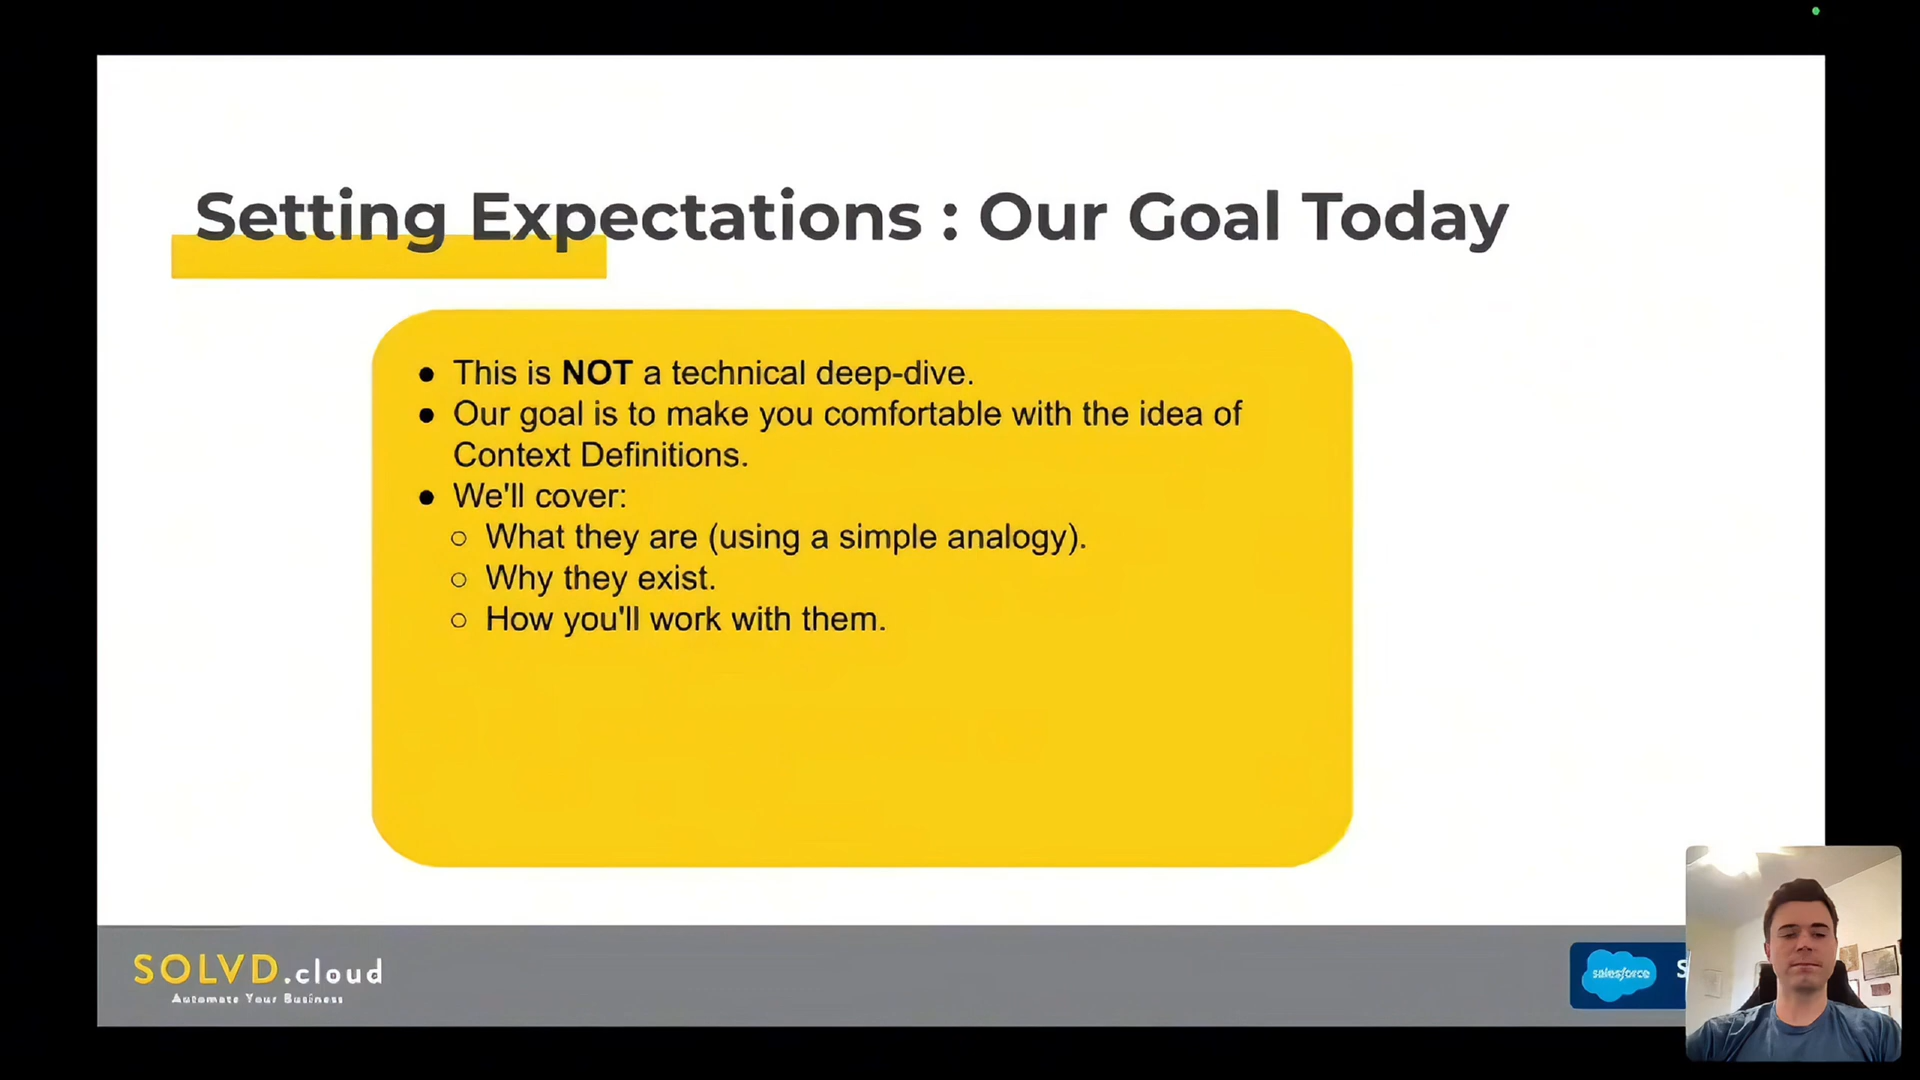 Setting Expectations : Our Goal Today
● This is NOT a technical deep-dive.
● Our goal is to make you comfortable with the idea of
Context Definitions.
● We'll cover:
○ What they are (using a simple analogy).
○ Why they exist.
○ How you'll work with them.
SOLVD.cloud
Automate Your Business
salesforce
S